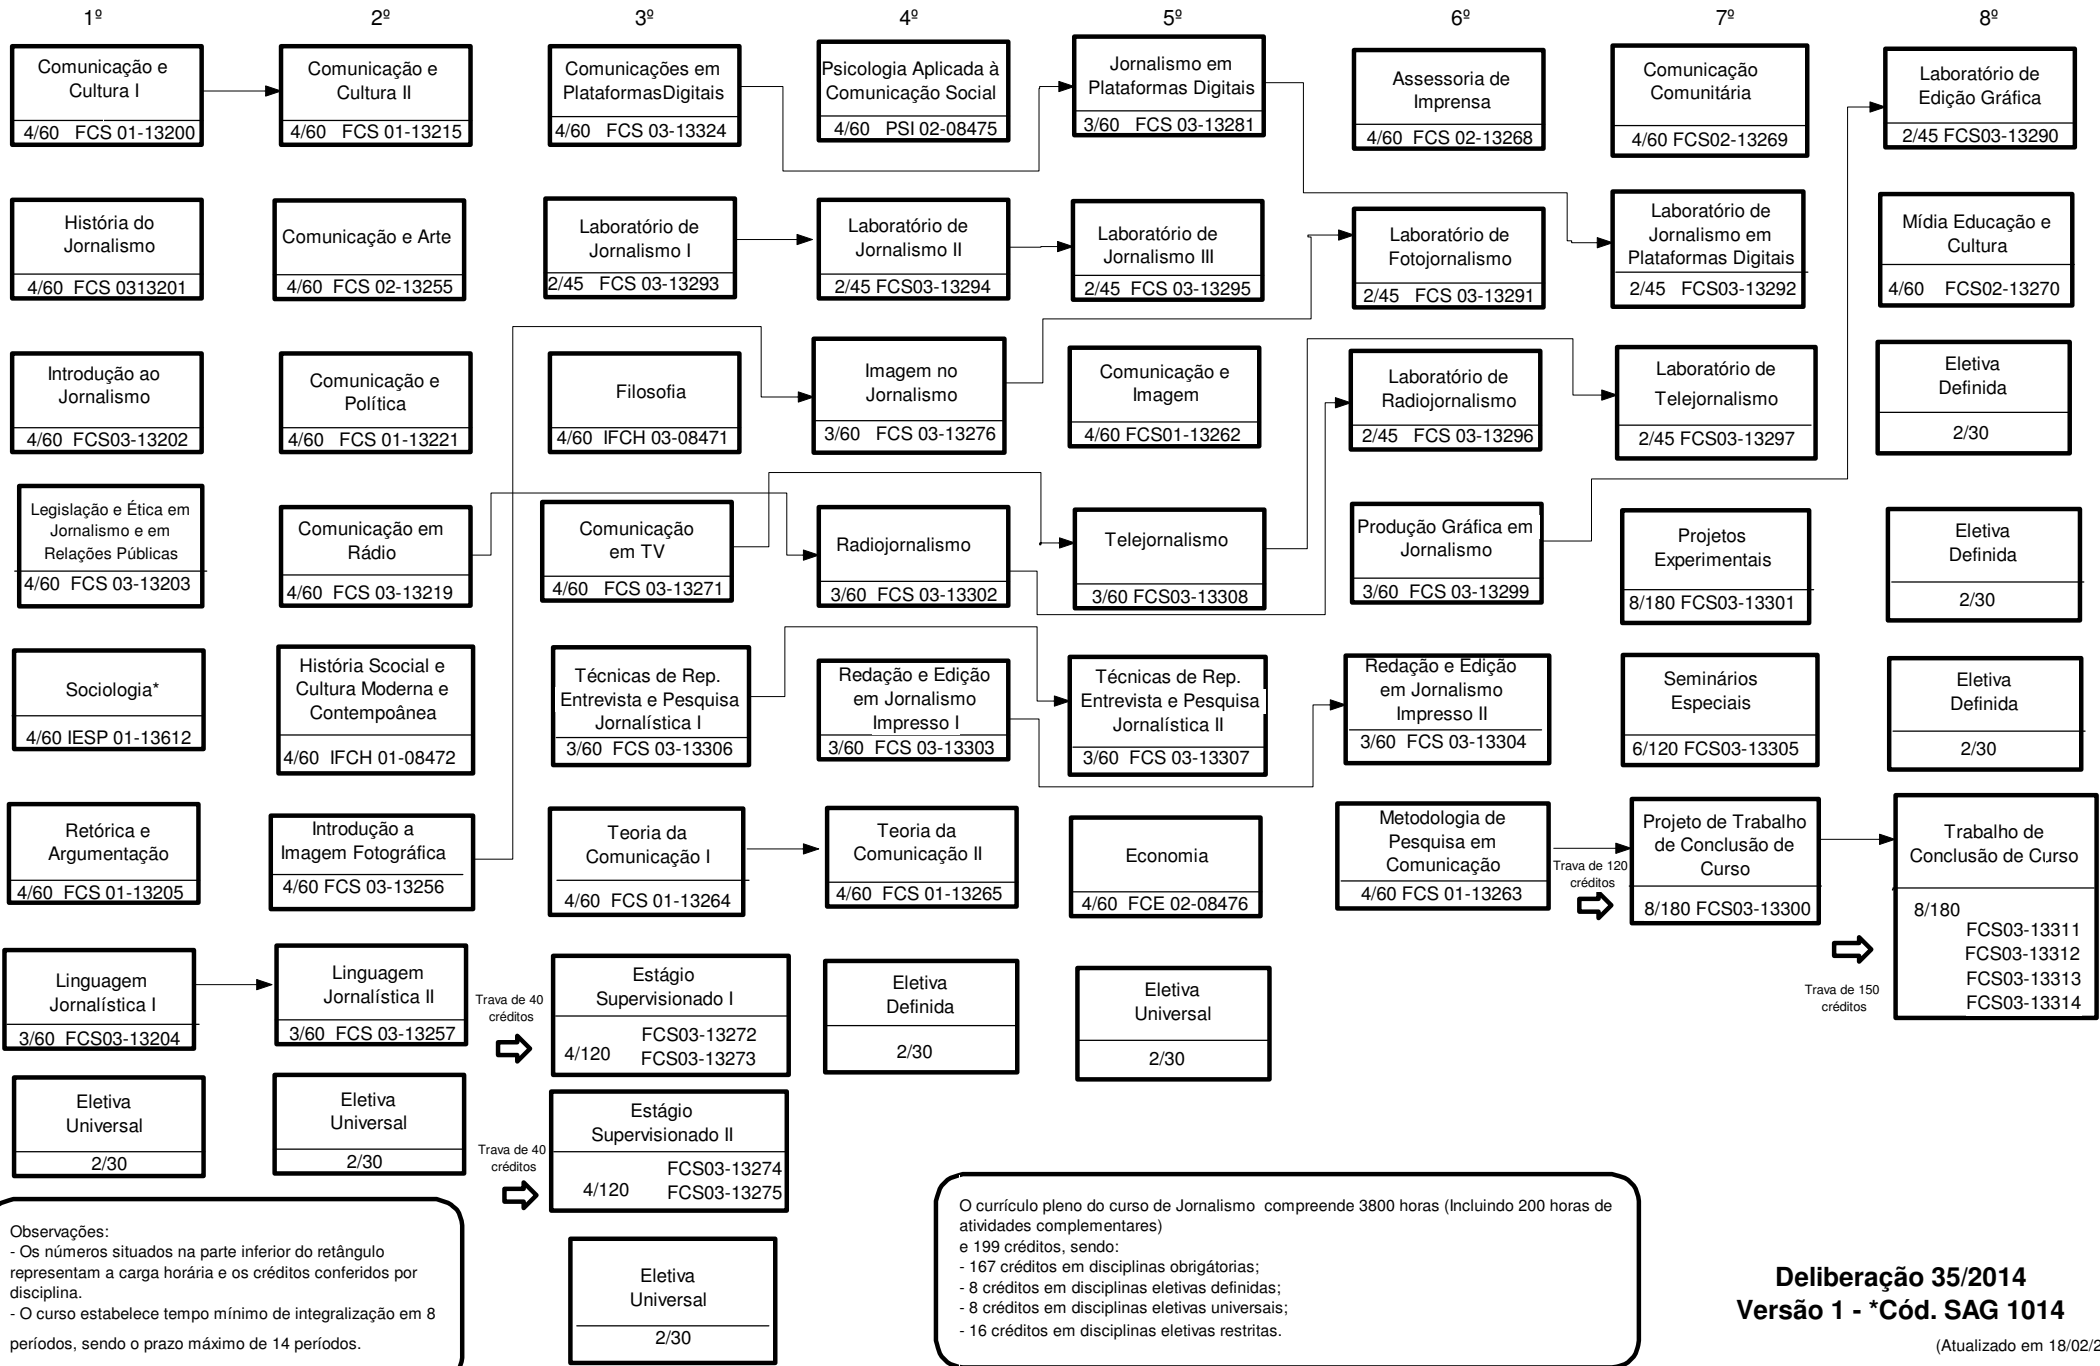 1º
2º
3º
4º
5º
6º
7º
8º
Comunicação e
Cultura I
4/60 FCS 01-13200
Comunicação e
Cultura II
4/60 FCS 01-13215
Comunicações em
PlataformasDigitais
4/60 FCS 03-13324
Psicologia Aplicada à
Comunicação Social
4/60 PSI 02-08475
Jornalismo em
Plataformas Digitais
3/60 FCS 03-13281
Assessoria de
Imprensa
4/60 FCS 02-13268
Comunicação
Comunitária
4/60 FCS02-13269
Laboratório de
Edição Gráfica
2/45 FCS03-13290
História do
Jornalismo
4/60 FCS 0313201
Comunicação e Arte
4/60 FCS 02-13255
Laboratório de
Jornalismo I
2/45 FCS 03-13293
Laboratório de
Jornalismo II
2/45 FCS03-13294
Laboratório de
Jornalismo III
2/45 FCS 03-13295
Laboratório de
Fotojornalismo
2/45 FCS 03-13291
Laboratório de
Jornalismo em
Plataformas Digitais
2/45 FCS03-13292
Mídia Educação e
Cultura
4/60 FCS02-13270
Introdução ao
Jornalismo
4/60 FCS03-13202
Comunicação e
Política
4/60 FCS 01-13221
Filosofia
4/60 IFCH 03-08471
Imagem no
Jornalismo
3/60 FCS 03-13276
Comunicação e
Imagem
4/60 FCS01-13262
Laboratório de
Radiojornalismo
2/45 FCS 03-13296
Laboratório de
Telejornalismo
2/45 FCS03-13297
Eletiva
Definida
2/30
Legislação e Ética em
Jornalismo e em
Relações Públicas
4/60 FCS 03-13203
Comunicação em
Rádio
4/60 FCS 03-13219
Comunicação
em TV
4/60 FCS 03-13271
Radiojornalismo
3/60 FCS 03-13302
Telejornalismo
3/60 FCS03-13308
Produção Gráfica em
Jornalismo
3/60 FCS 03-13299
Projetos
Experimentais
8/180 FCS03-13301
Eletiva
Definida
2/30
Sociologia*
4/60 IESP 01-13612
História Scocial e
Cultura Moderna e
Contempoânea
4/60 IFCH 01-08472
Técnicas de Rep.
Entrevista e Pesquisa
Jornalística I
3/60 FCS 03-13306
Redação e Edição
em Jornalismo
Impresso I
3/60 FCS 03-13303
Técnicas de Rep.
Entrevista e Pesquisa
Jornalística II
3/60 FCS 03-13307
Redação e Edição
em Jornalismo
Impresso II
3/60 FCS 03-13304
Seminários
Especiais
6/120 FCS03-13305
Eletiva
Definida
2/30
Retórica e
Argumentação
4/60 FCS 01-13205
Introdução a
Imagem Fotográfica
4/60 FCS 03-13256
Teoria da
Comunicação I
4/60 FCS 01-13264
Teoria da
Comunicação II
4/60 FCS 01-13265
Economia
4/60 FCE 02-08476
Metodologia de
Pesquisa em
Comunicação
4/60 FCS 01-13263
Trava de 120
créditos
Projeto de Trabalho
de Conclusão de
Curso
8/180 FCS03-13300
Trava de 150
créditos
Trabalho de
Conclusão de Curso
8/180
FCS03-13311
FCS03-13312
FCS03-13313
FCS03-13314
Linguagem
Jornalística I
3/60 FCS03-13204
Linguagem
Jornalística II
3/60 FCS 03-13257
Trava de 40
créditos
Estágio
Supervisionado I
FCS03-13272
4/120 FCS03-13273
Eletiva
Definida
2/30
Eletiva
Universal
2/30
Eletiva
Universal
2/30
Eletiva
Universal
2/30
Trava de 40
créditos
Estágio
Supervisionado II
FCS03-13274
4/120 FCS03-13275
Eletiva
Universal
2/30
Observações:
- Os números situados na parte inferior do retângulo
representam a carga horária e os créditos conferidos por
disciplina.
- O curso estabelece tempo mínimo de integralização em 8
períodos, sendo o prazo máximo de 14 períodos.
O currículo pleno do curso de Jornalismo compreende 3800 horas (Incluindo 200 horas de
atividades complementares)
e 199 créditos, sendo:
- 167 créditos em disciplinas obrigátorias;
- 8 créditos em disciplinas eletivas definidas;
- 8 créditos em disciplinas eletivas universais;
- 16 créditos em disciplinas eletivas restritas.
Deliberação 35/2014
Versão 1 - *Cód. SAG 1014
(Atualizado em 18/02/2